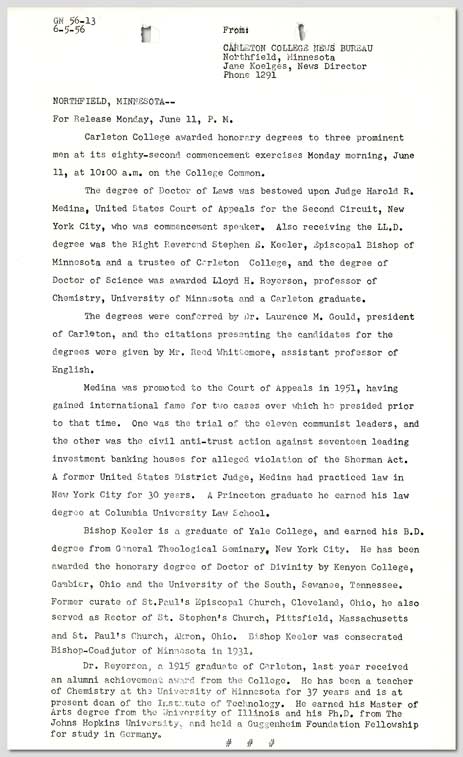 GN 56-13
6-5-56
From:
CARLETON COLLEGE NEWS BUREAU
Northfield, Minnesota
Jane Koelges, News Director
Phone 1291
NORTHFIELD, MINNESOTA--
For Release Monday, June 11, P. M.
Carleton College awarded honorary degrees to three prominent
men at its eighty-second commencement exercises Monday morning, June
11, at 10:00 a.m. on the College Common.
The degree of Doctor of Laws was bestowed upon Judge Harold R.
Medina, United States Court of Appeals for the Second Circuit, New
York City, who was commencement speaker. Also receiving the LL.D.
degree was the Right Reverend Stephen E. Keeler, Episcopal Bishop of
Minnesota and a trustee of Carleton College, and the degree of
Doctor of Science was awarded Lloyd H. Reyerson, professor of
Chemistry, University of Minnesota and a Carleton graduate.
The degrees were conferred by Dr. Laurence M. Gould, president
of Carleton, and the citations presenting the candidates for the
degrees were given by Mr. Reed Whittemore, assistant professor of
English.
Medina was promoted to the Court of Appeals in 1951, having
gained international fame for two cases over which he presided prior
to that time. One was the trial of the eleven communist leaders, and
the other was the civil anti-trust action against seventeen leading
investment banking houses for alleged violation of the Sherman Act.
A former United States District Judge, Medina had practiced law in
New York City for 30 years. A Princeton graduate he earned his law
degree at Columbia University Law School.
Bishop Keeler is a graduate of Yale College, and earned his B.D.
degree from General Theological Seminary, New York City. He has been
awarded the honorary degree of Doctor of Divinity by Kenyon College,
Gambier, Ohio and the University of the South, Sewanee, Tennessee.
Former curate of St.Paul's Episcopal Church, Cleveland, Ohio, he also
served as Rector of St. Stephen's Church, Pittsfield, Massachusetts
and St. Paul's Church, Akron, Ohio. Bishop Keeler was consecrated
Bishop-Coadjutor of Minnesota in 1931.
Dr. Reyerson, a 1915 graduate of Carleton, last year received
an alumni achievement award from the College. He has been a teacher
of Chemistry at the University of Minnesota for 37 years and is at
present dean of the Institute of Technology. He earned his Master of
Arts degree from the University of Illinois and his Ph.D. from The
Johns Hopkins University, and held a Guggenheim Foundation Fellowship
for study in Germany.
# # #